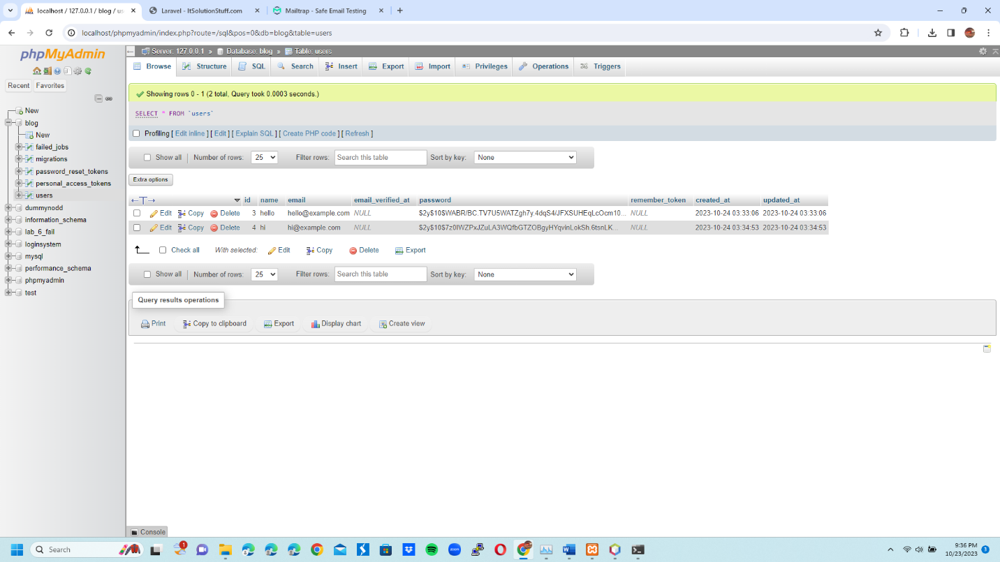 localhost / 127.0.0.1 / blog / us
Laravel - ItSolutionStuff.com
Mailtrap - Safe Email Testing
localhost/phpmyadmin/index.php?route=/sql&pos=0&db=blog&table=users
phpMyAdmin
Recent Favorites
New
blog
New
failed_jobs
migrations
password_reset_tokens
personal_access_tokens
users
dummynodd
information_schema
lab_6_fail
loginsystem
mysql
performance_schema
phpmyadmin
test
Server: 127.0.0.1 » Database: blog » Table: users
Browse Structure SQL Search Insert Export Import Privileges Operations Triggers
Showing rows 0 - 1 (2 total, Query took 0.0003 seconds.)
SELECT * FROM `users`
Profiling [ Edit inline ] [ Edit ] [ Explain SQL ] [ Create PHP code ] [ Refresh ]
Show all | Number of rows: 25 Filter rows: Search this table Sort by key: None
Extra options
←T→ id name email email_verified_at password remember_token created_at updated_at
Edit Copy Delete 3 hello hello@example.com NULL $2y$10$WABR/BC.TV7U5WATZgh7y.4dqS4/JFXSUHEqLcOcm10... NULL 2023-10-24 03:33:06 2023-10-24 03:33:06
Edit Copy Delete 4 hi hi@example.com NULL $2y$10$7z0IWZPxJZuLA3WQfbGTZOBgyHYqvinLokSh.6tsnLK... NULL 2023-10-24 03:34:53 2023-10-24 03:34:53
Check all With selected: Edit Copy Delete Export
Show all | Number of rows: 25 Filter rows: Search this table Sort by key: None
Query results operations
Print Copy to clipboard Export Display chart Create view
Console
Search
1
zoom
9:36 PM
10/23/2023
3